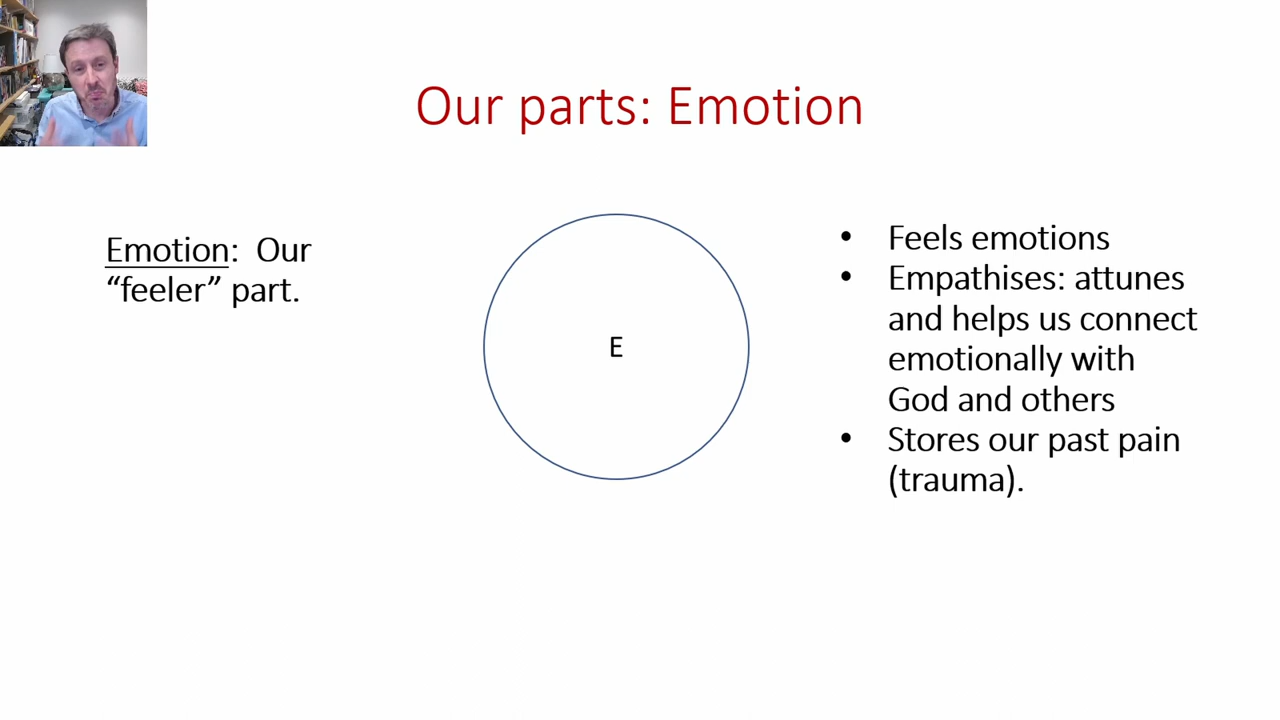 Our parts: Emotion
Emotion:  Our
“feeler” part.
E
• Feels emotions
• Empathises: attunes
and helps us connect
emotionally with
God and others
• Stores our past pain
(trauma).